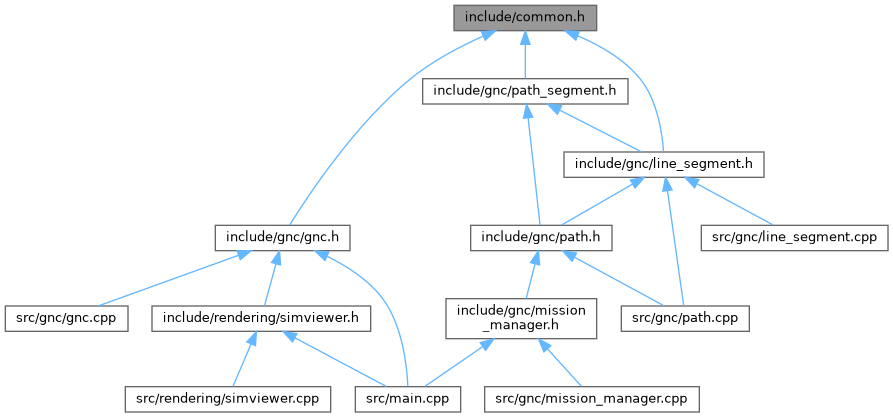 include/common.h
include/gnc/path_segment.h
include/gnc/line_segment.h
include/gnc/gnc.h
include/gnc/path.h
src/gnc/line_segment.cpp
src/gnc/gnc.cpp
include/rendering/simviewer.h
include/gnc/mission
_manager.h
src/gnc/path.cpp
src/rendering/simviewer.cpp
src/main.cpp
src/gnc/mission_manager.cpp